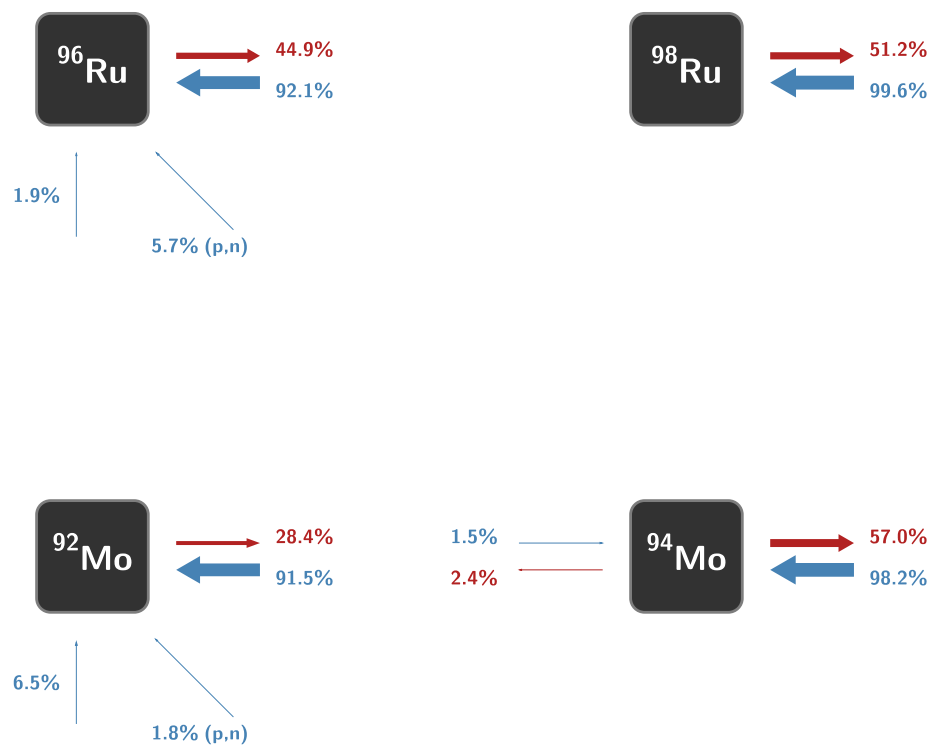 96Ru
44.9%
92.1%
1.9%
5.7% (p,n)
98Ru
51.2%
99.6%
92Mo
28.4%
91.5%
6.5%
1.8% (p,n)
1.5%
2.4%
94Mo
57.0%
98.2%